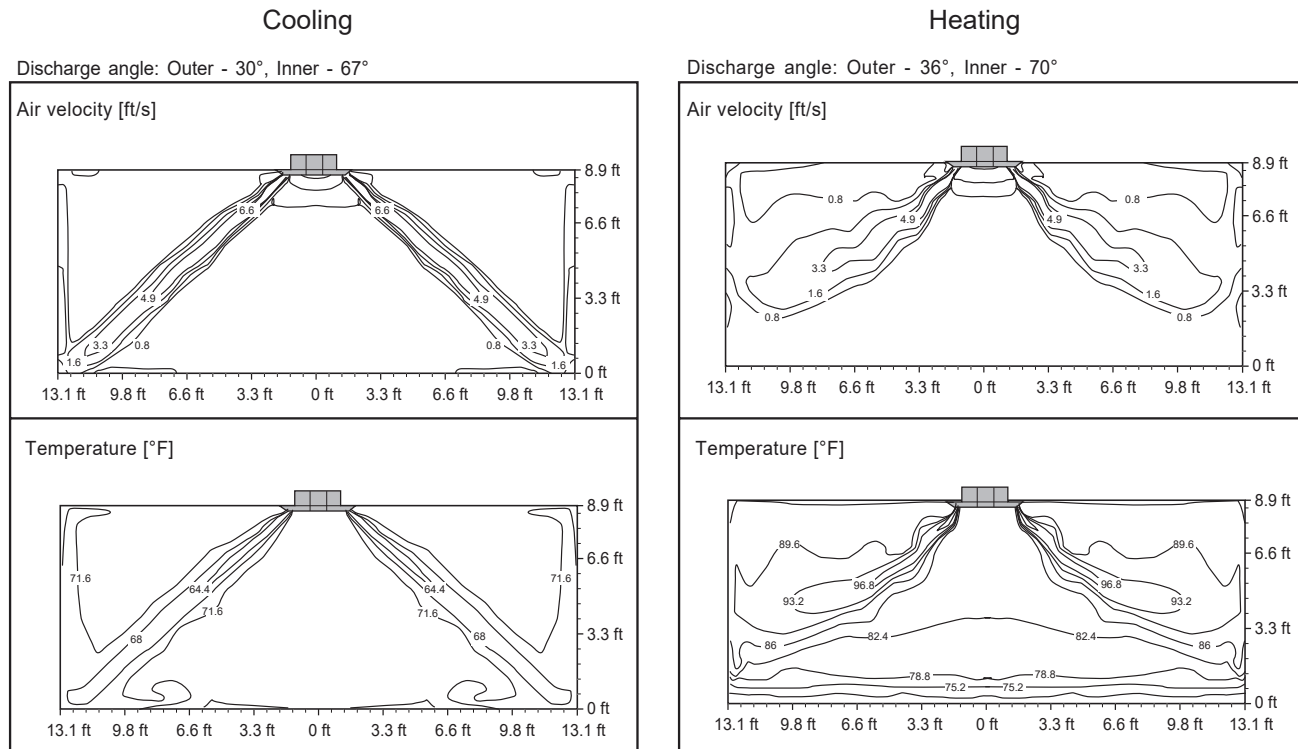 Cooling
Discharge angle: Outer - 30°, Inner - 67°
Air velocity [ft/s]
8.9 ft
6.6 6.6
6.6 ft
4.9 4.9
3.3 ft
3.3 0.8 0.8 3.3
1.6 1.6
0 ft
13.1 ft 9.8 ft 6.6 ft 3.3 ft 0 ft 3.3 ft 6.6 ft 9.8 ft 13.1 ft
Temperature [°F]
8.9 ft
71.6 71.6
6.6 ft
64.4 64.4
71.6 71.6
68 68
3.3 ft
0 ft
13.1 ft 9.8 ft 6.6 ft 3.3 ft 0 ft 3.3 ft 6.6 ft 9.8 ft 13.1 ft
Heating
Discharge angle: Outer - 36°, Inner - 70°
Air velocity [ft/s]
8.9 ft
0.8 0.8
6.6 ft
4.9 4.9
3.3 3.3
1.6 1.6
3.3 ft
0.8 0.8
0 ft
13.1 ft 9.8 ft 6.6 ft 3.3 ft 0 ft 3.3 ft 6.6 ft 9.8 ft 13.1 ft
Temperature [°F]
8.9 ft
89.6 89.6
6.6 ft
96.8 96.8
93.2 93.2
3.3 ft
86 82.4 82.4 86
78.8 78.8
75.2 75.2
0 ft
13.1 ft 9.8 ft 6.6 ft 3.3 ft 0 ft 3.3 ft 6.6 ft 9.8 ft 13.1 ft